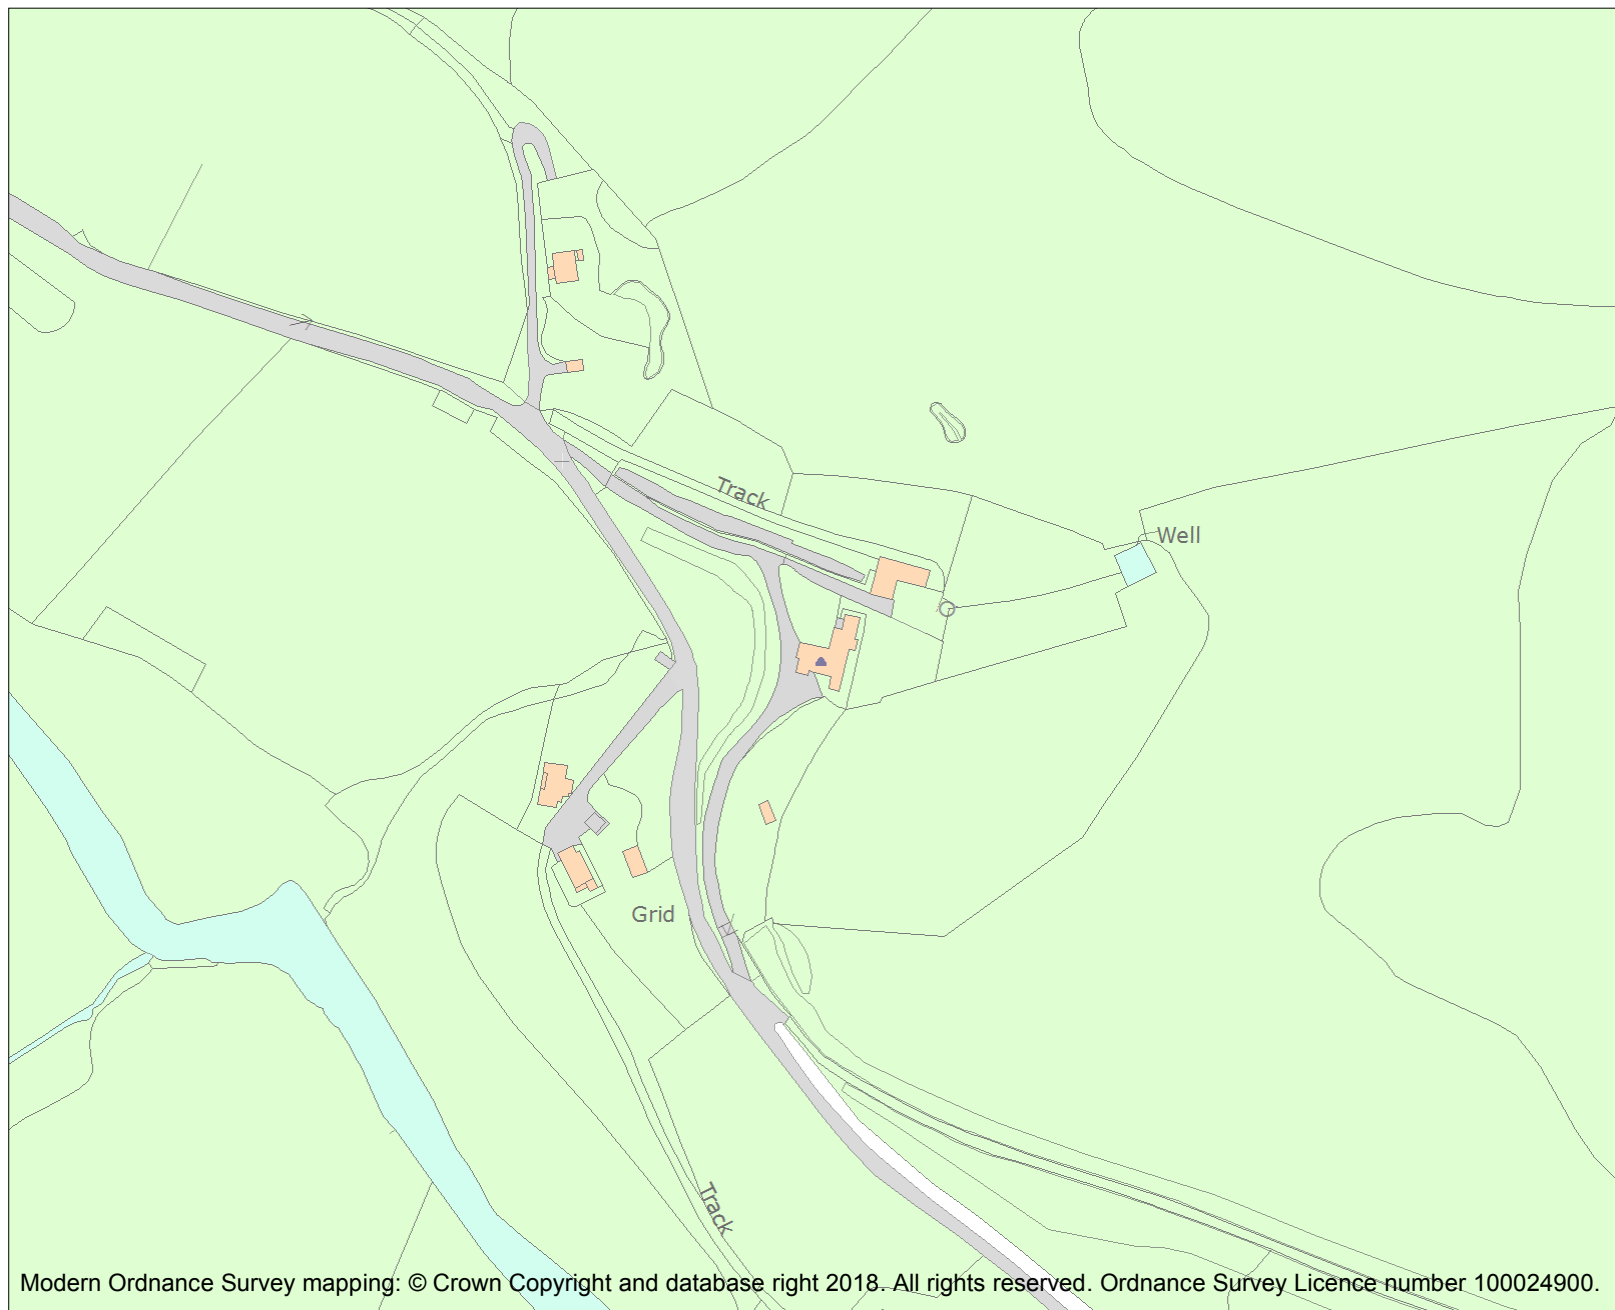 Track
Well
Grid
Track
Modern Ordnance Survey mapping: © Crown Copyright and database right 2018. All rights reserved. Ordnance Survey Licence number 100024900.